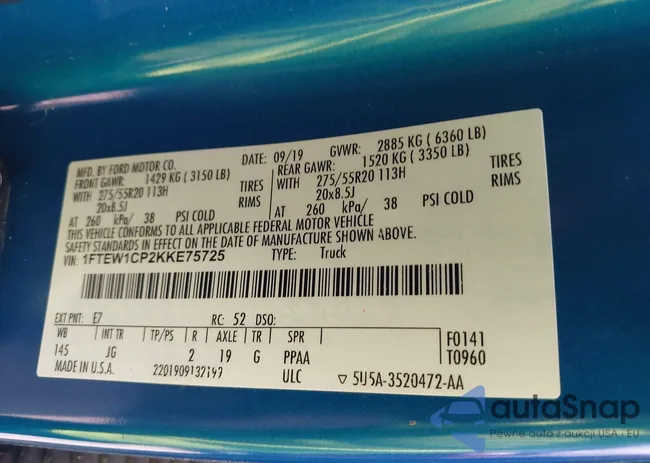 MFD. BY FORD MOTOR CO. DATE: 09/19 GVWR: 2885 KG ( 6360 LB)
FRONT GAWR: 1429 KG ( 3150 LB) REAR GAWR: 1520 KG ( 3350 LB)
WITH 275/55R20 113H TIRES WITH 275/55R20 113H TIRES
20x8.5J RIMS 20x8.5J RIMS
AT 260 kPa/ 38 PSI COLD AT 260 kPa/ 38 PSI COLD
THIS VEHICLE CONFORMS TO ALL APPLICABLE FEDERAL MOTOR VEHICLE
SAFETY STANDARDS IN EFFECT ON THE DATE OF MANUFACTURE SHOWN ABOVE.
VIN: 1FTEW1CP2KKE75725 TYPE: Truck
EXT PNT: E7 RC: 52 DSO:
WB INT TR TP/PS R AXLE TR SPR F0141
145 JG 2 19 G PPAA T0960
MADE IN U.S.A. ULC 5U5A-3520472-AA
autoSnap
Pewne auta z aukcji USA i EU